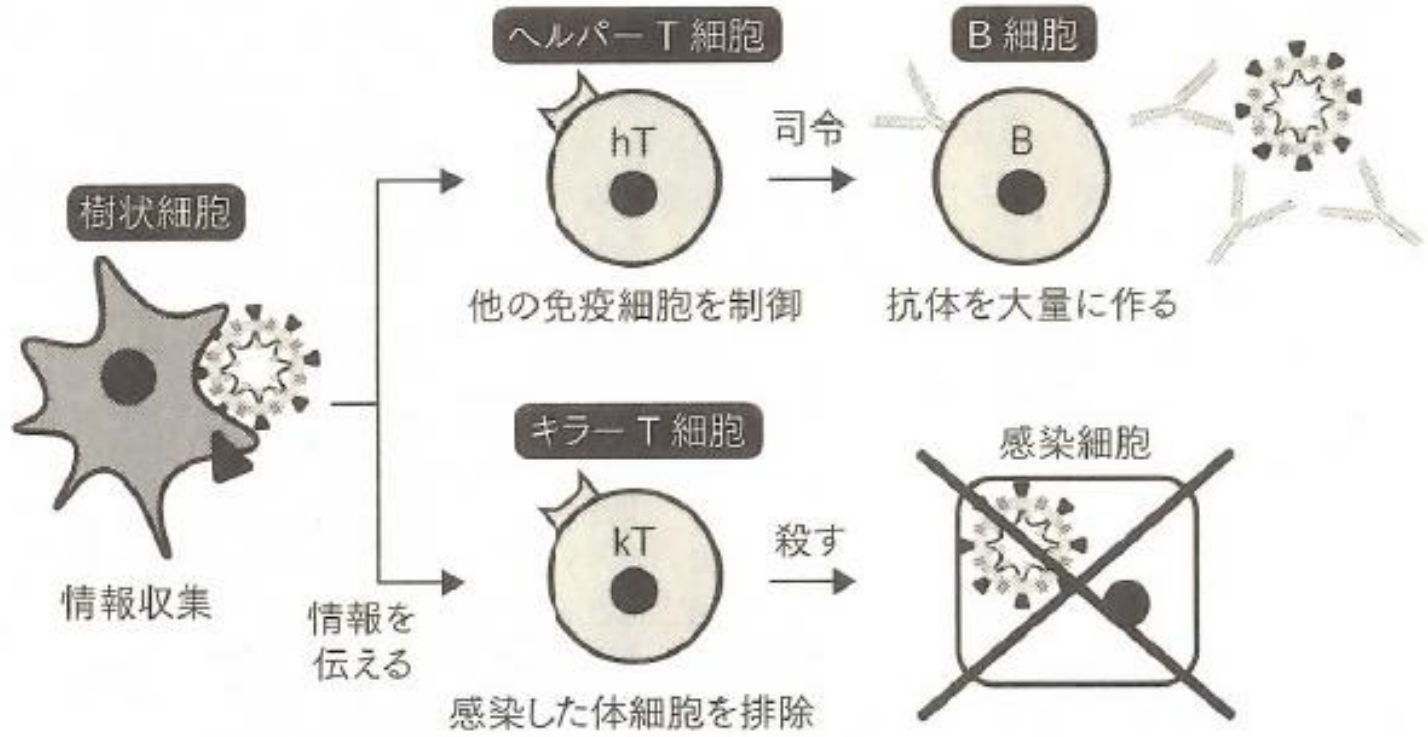 樹状細胞
情報収集
情報を
伝える
ヘルパー T 細胞
hT
他の免疫細胞を制御
司令
B 細胞
B
抗体を大量に作る
キラー T 細胞
kT
感染した体細胞を排除
殺す
感染細胞